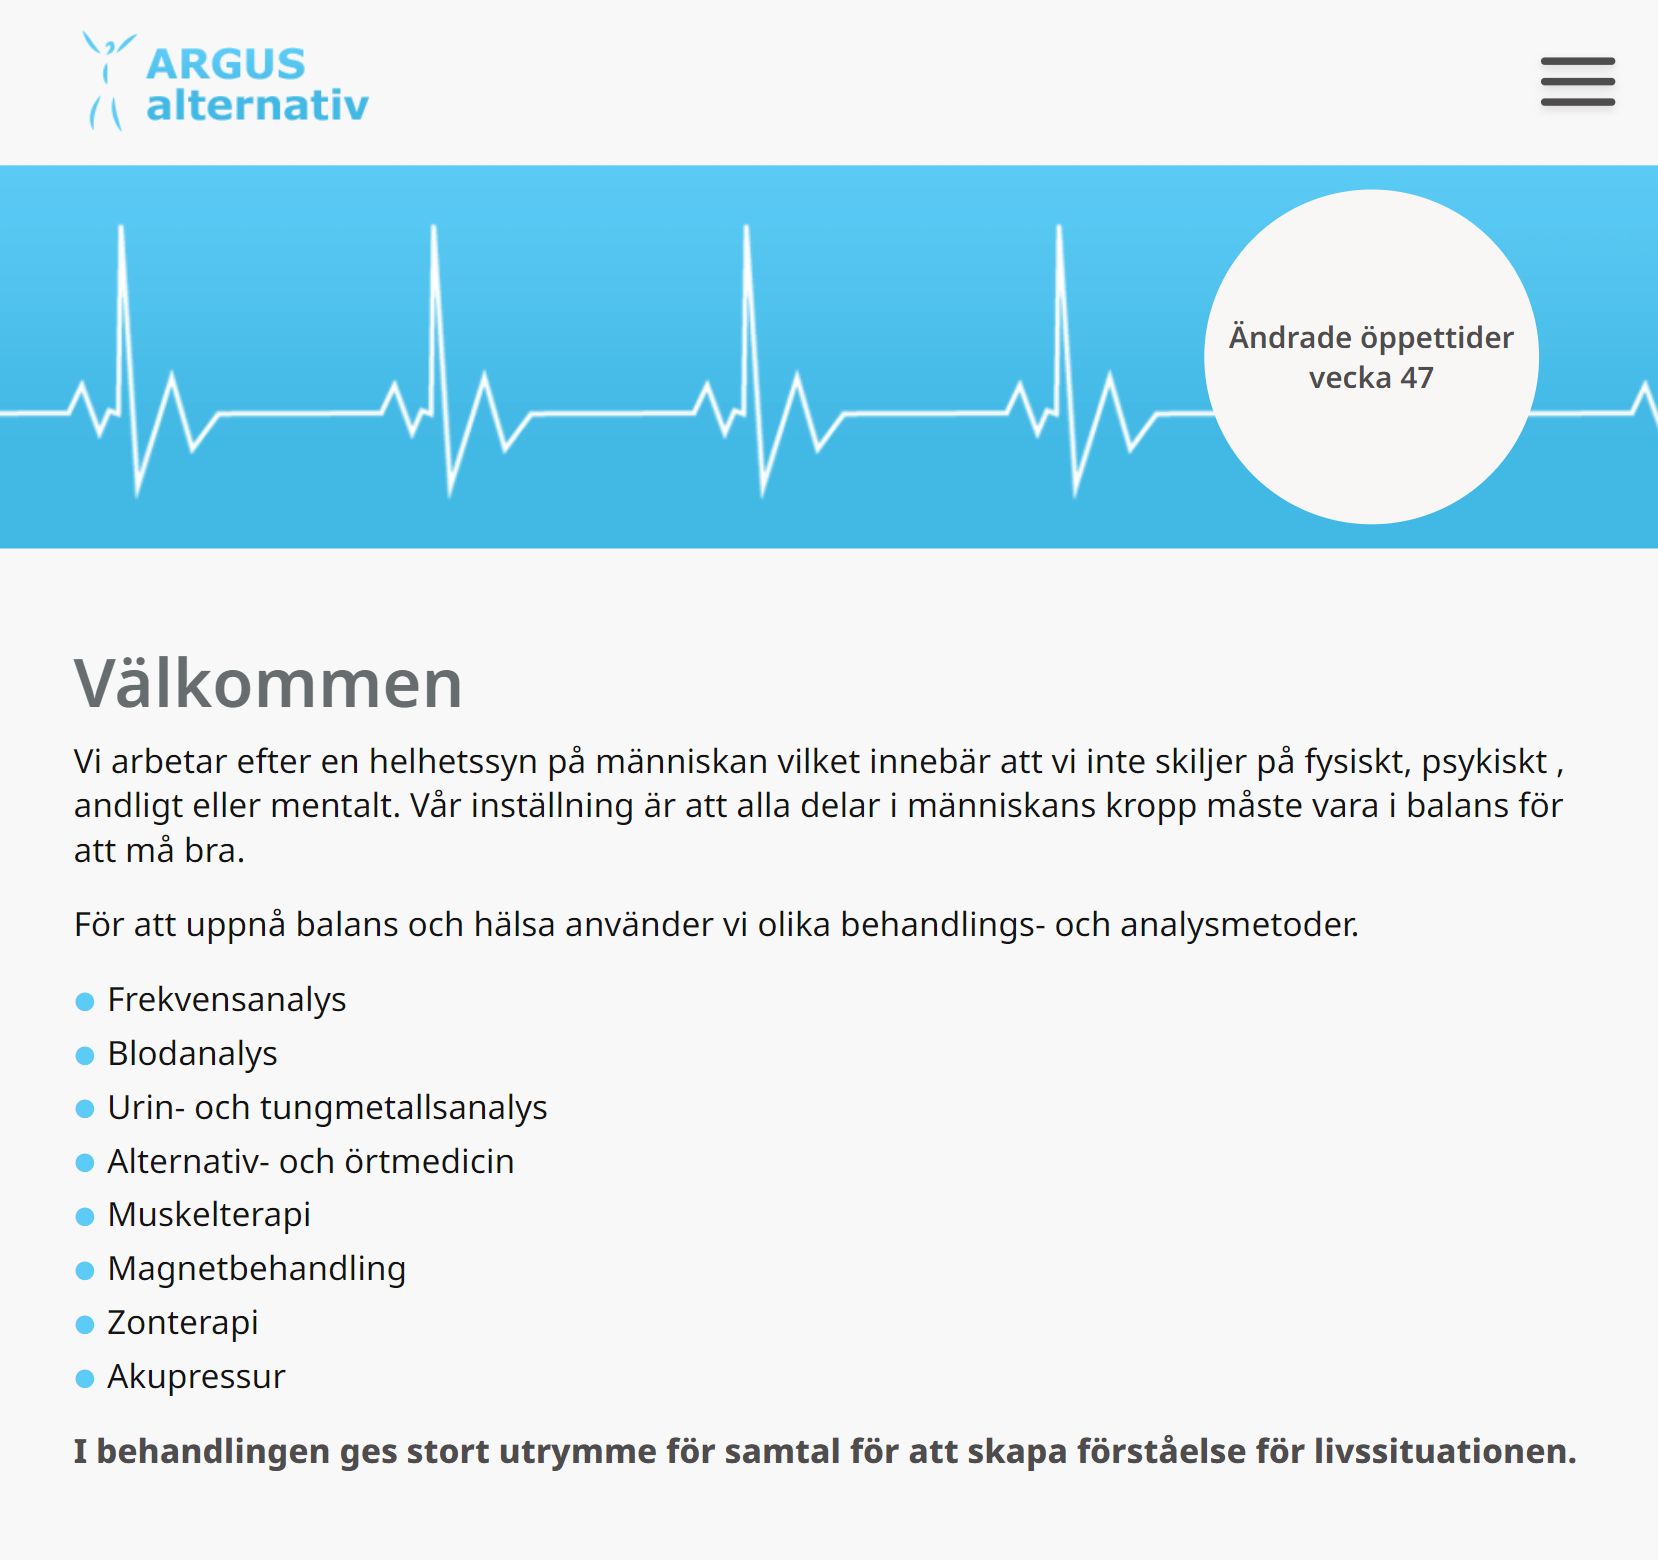 ARGUS
alternativ
Ändrade öppettider
vecka 47
Välkommen
Vi arbetar efter en helhetssyn på människan vilket innebär att vi inte skiljer på fysiskt, psykiskt ,
andligt eller mentalt. Vår inställning är att alla delar i människans kropp måste vara i balans för
att må bra.
För att uppnå balans och hälsa använder vi olika behandlings- och analysmetoder.
Frekvensanalys
Blodanalys
Urin- och tungmetallsanalys
Alternativ- och örtmedicin
Muskelterapi
Magnetbehandling
Zonterapi
Akupressur
I behandlingen ges stort utrymme för samtal för att skapa förståelse för livssituationen.